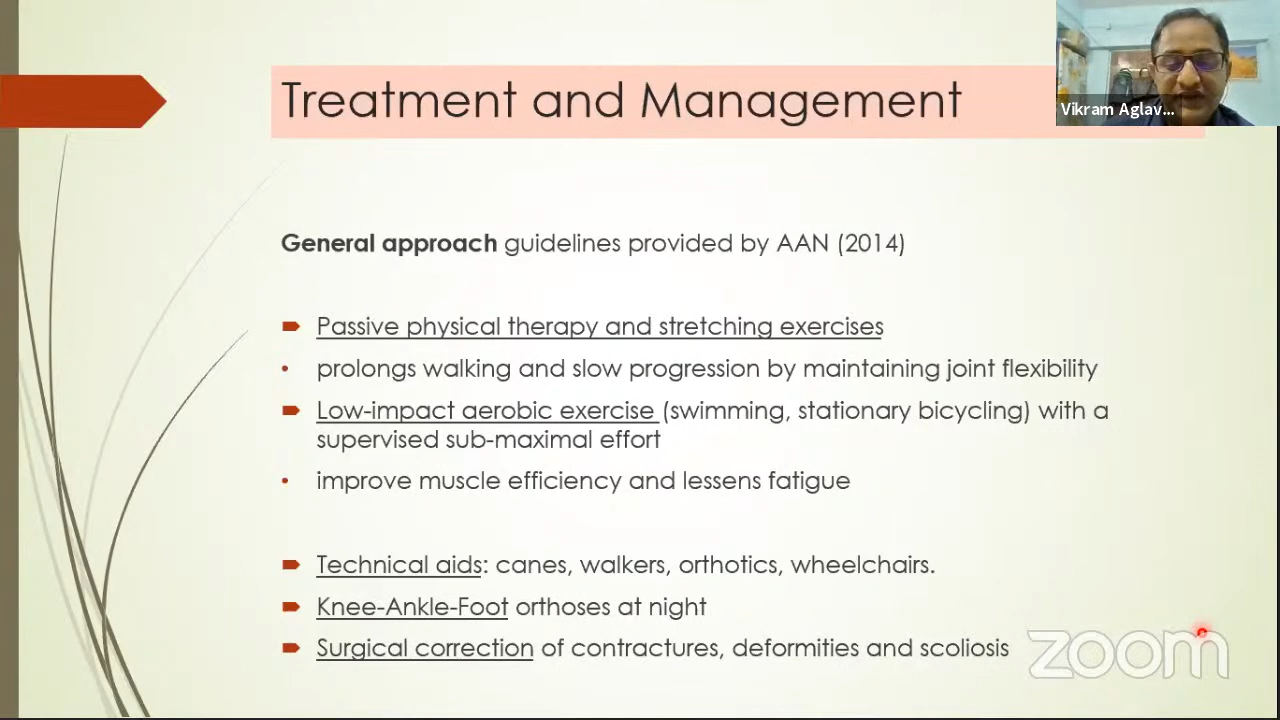 Treatment and Management
Vikram Aglav...
General approach guidelines provided by AAN (2014)
Passive physical therapy and stretching exercises
• prolongs walking and slow progression by maintaining joint flexibility
Low-impact aerobic exercise (swimming, stationary bicycling) with a
supervised sub-maximal effort
• improve muscle efficiency and lessens fatigue
Technical aids: canes, walkers, orthotics, wheelchairs.
Knee-Ankle-Foot orthoses at night
Surgical correction of contractures, deformities and scoliosis
zoom